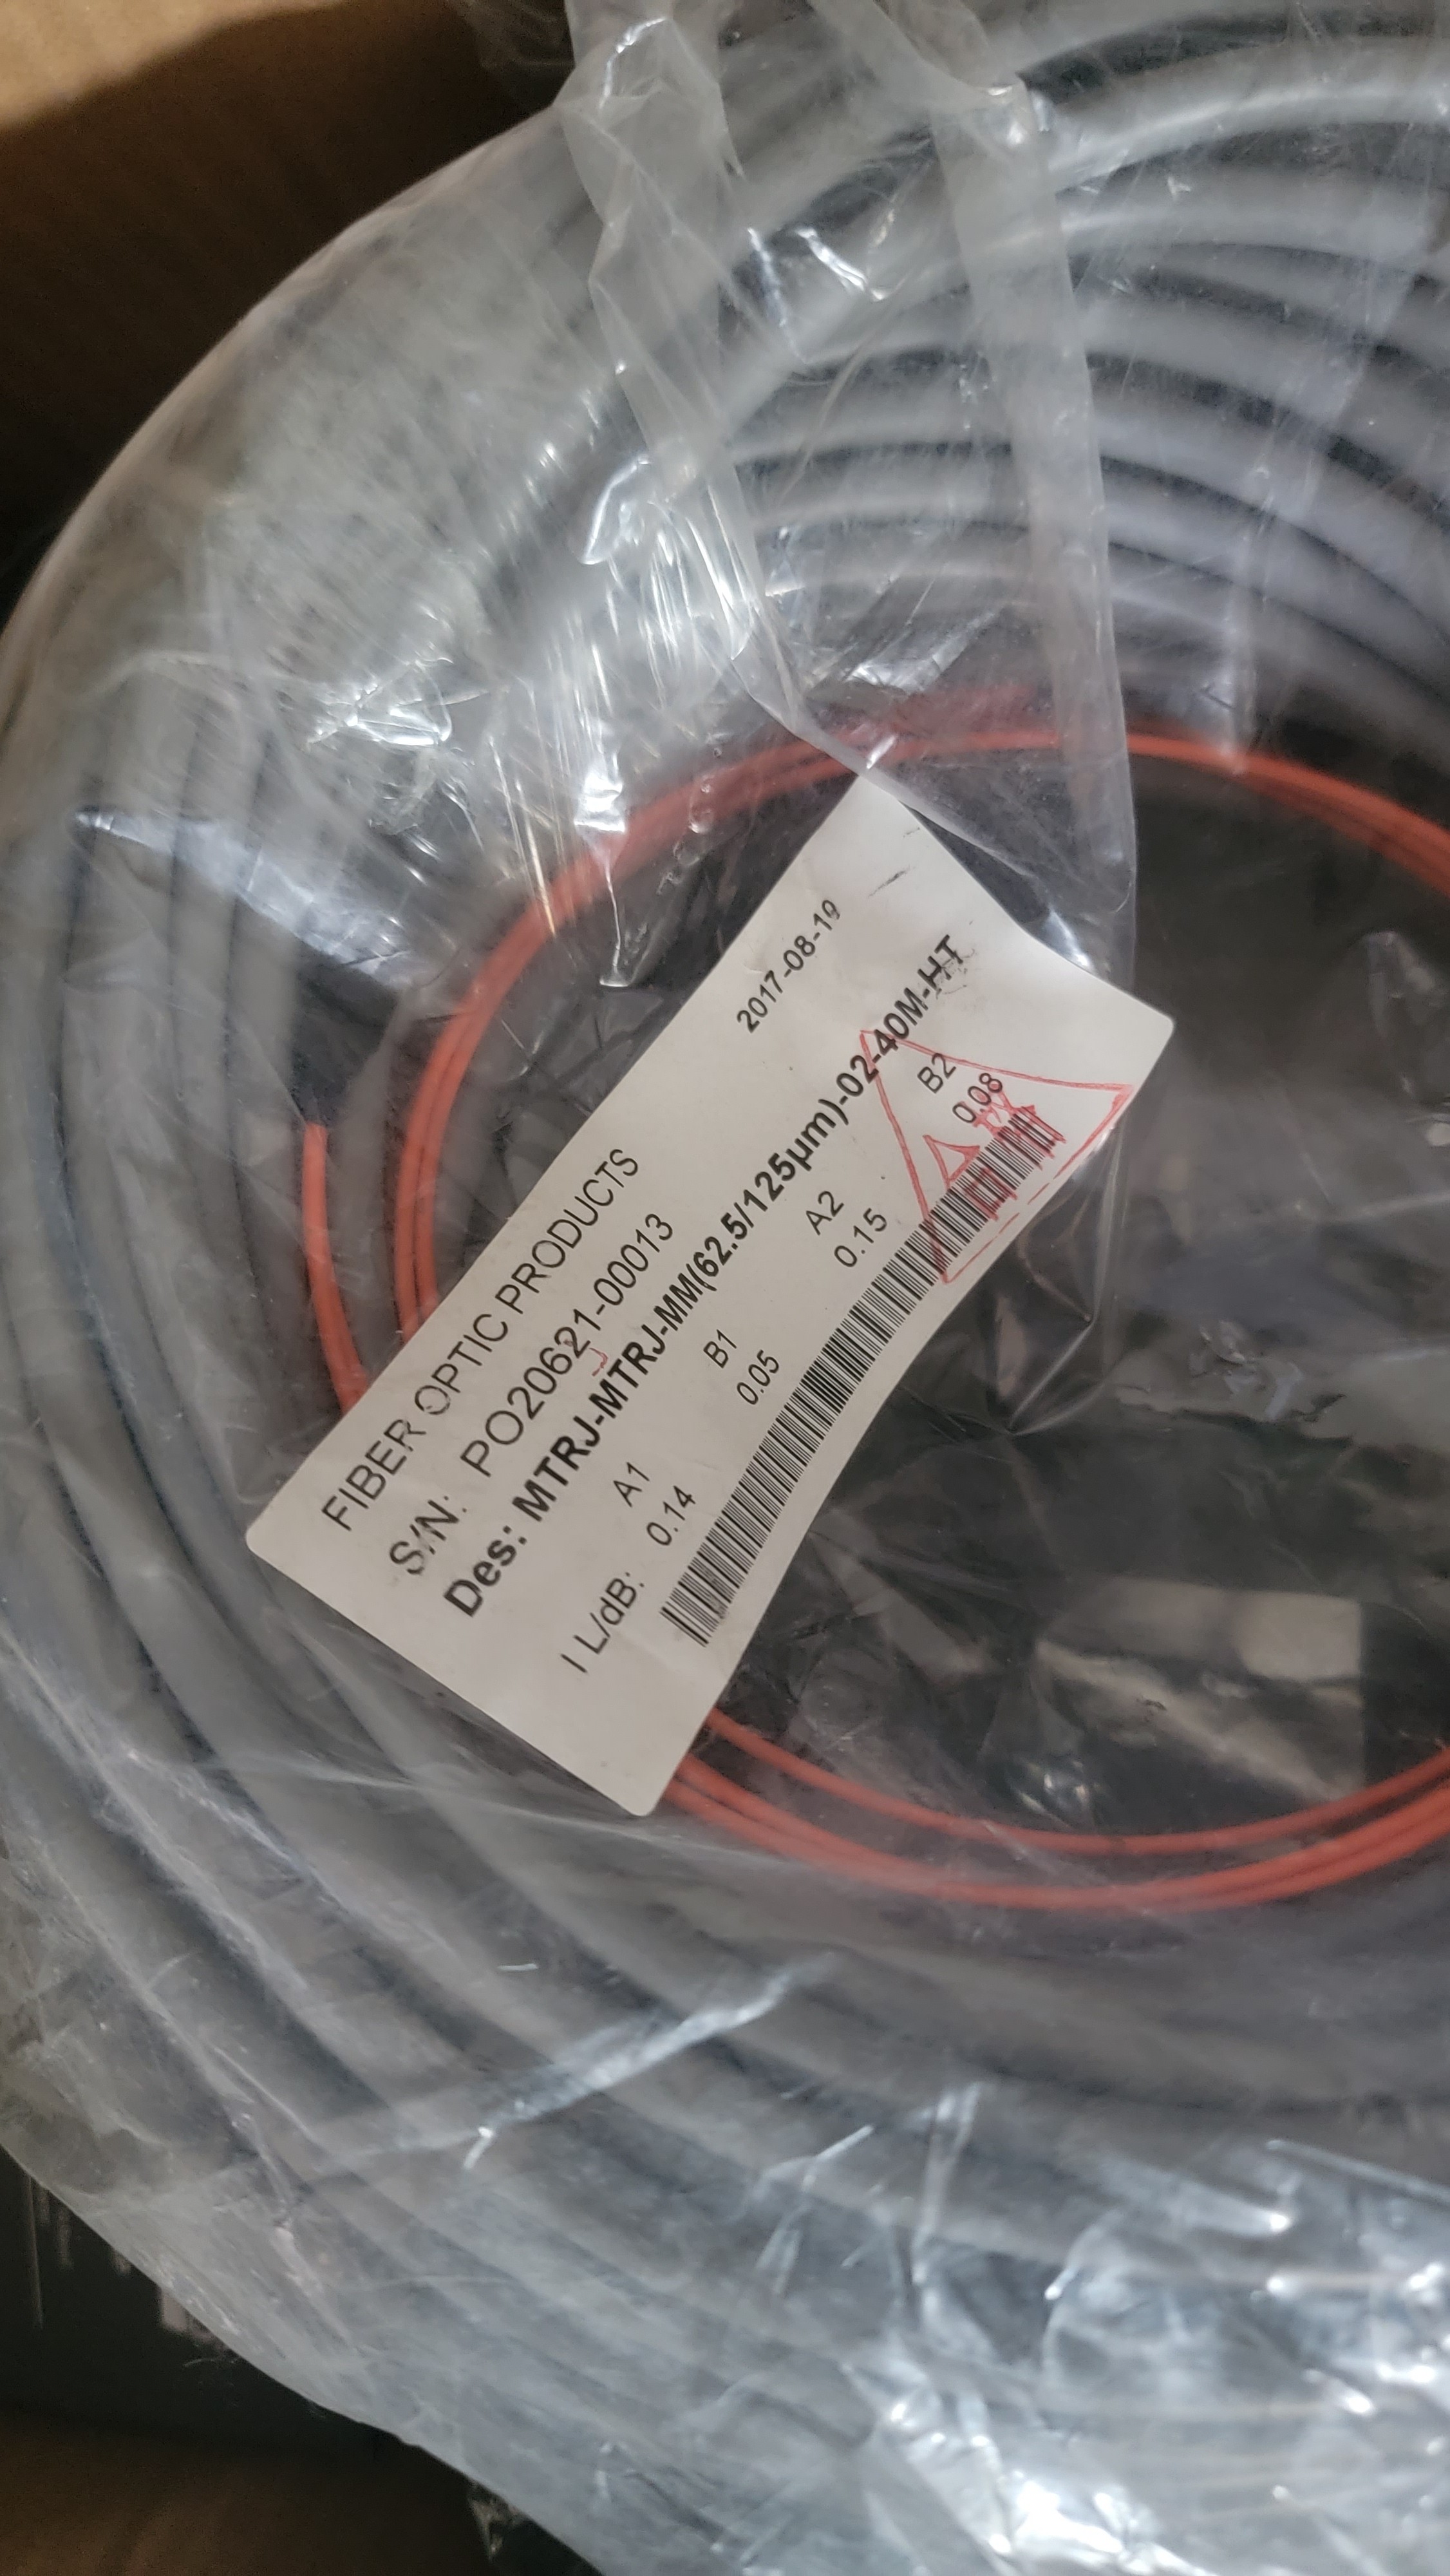 FIBER OPTIC PRODUCTS
2017-08-19
S/N: PO20621-00013
Des: MTRJ-MTRJ-MM(62.5/125μm)-02-40M-HT
A1 B1 A2 B2
I L/dB: 0.14 0.05 0.15 0.08